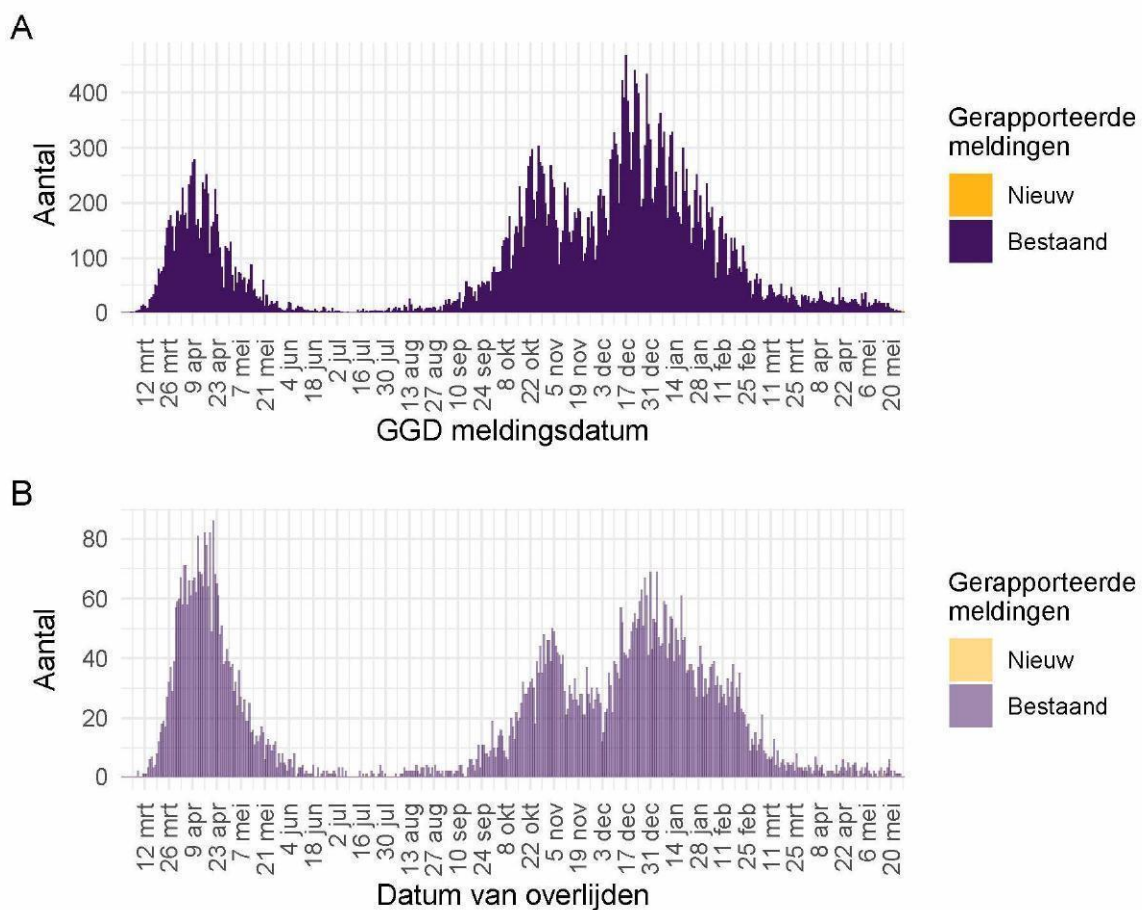 A
Aantal
400
300
200
100
0
12 mrt
26 mrt
9 apr
23 apr
7 mei
21 mei
4 jun
18 jun
2 jul
16 jul
30 jul
13 aug
27 aug
10 sep
24 sep
8 okt
22 okt
5 nov
19 nov
3 dec
17 dec
31 dec
14 jan
28 jan
11 feb
25 feb
11 mrt
25 mrt
8 apr
22 apr
6 mei
20 mei
GGD meldingsdatum
Gerapporteerde
meldingen
Nieuw
Bestaand
B
Aantal
80
60
40
20
0
12 mrt
26 mrt
9 apr
23 apr
7 mei
21 mei
4 jun
18 jun
2 jul
16 jul
30 jul
13 aug
27 aug
10 sep
24 sep
8 okt
22 okt
5 nov
19 nov
3 dec
17 dec
31 dec
14 jan
28 jan
11 feb
25 feb
11 mrt
25 mrt
8 apr
22 apr
6 mei
20 mei
Datum van overlijden
Gerapporteerde
meldingen
Nieuw
Bestaand